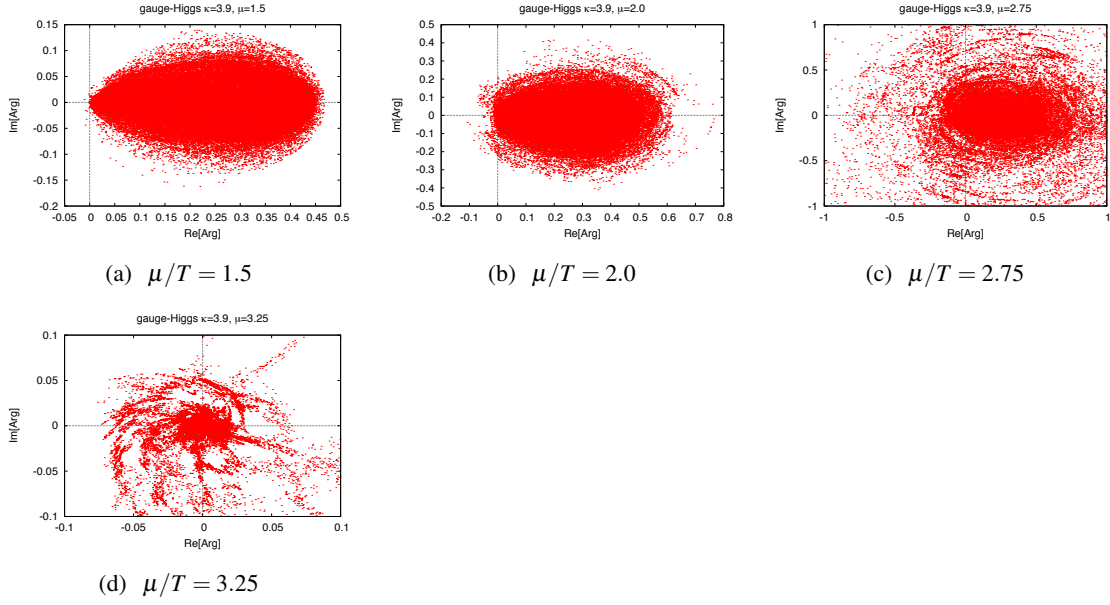 gauge-Higgs κ=3.9, μ=1.5
0.15
0.1
0.05
0
-0.05
-0.1
-0.15
-0.2
Im[Arg]
-0.05 0 0.05 0.1 0.15 0.2 0.25 0.3 0.35 0.4 0.45 0.5
Re[Arg]
(a) μ/T = 1.5
gauge-Higgs κ=3.9, μ=2.0
0.5
0.4
0.3
0.2
0.1
0
-0.1
-0.2
-0.3
-0.4
-0.5
Im[Arg]
-0.2 -0.1 0 0.1 0.2 0.3 0.4 0.5 0.6 0.7 0.8
Re[Arg]
(b) μ/T = 2.0
gauge-Higgs κ=3.9, μ=2.75
1
0.5
0
-0.5
-1
Im[Arg]
-1 -0.5 0 0.5 1
Re[Arg]
(c) μ/T = 2.75
gauge-Higgs κ=3.9, μ=3.25
0.1
0.05
0
-0.05
-0.1
Im[Arg]
-0.1 -0.05 0 0.05 0.1
Re[Arg]
(d) μ/T = 3.25